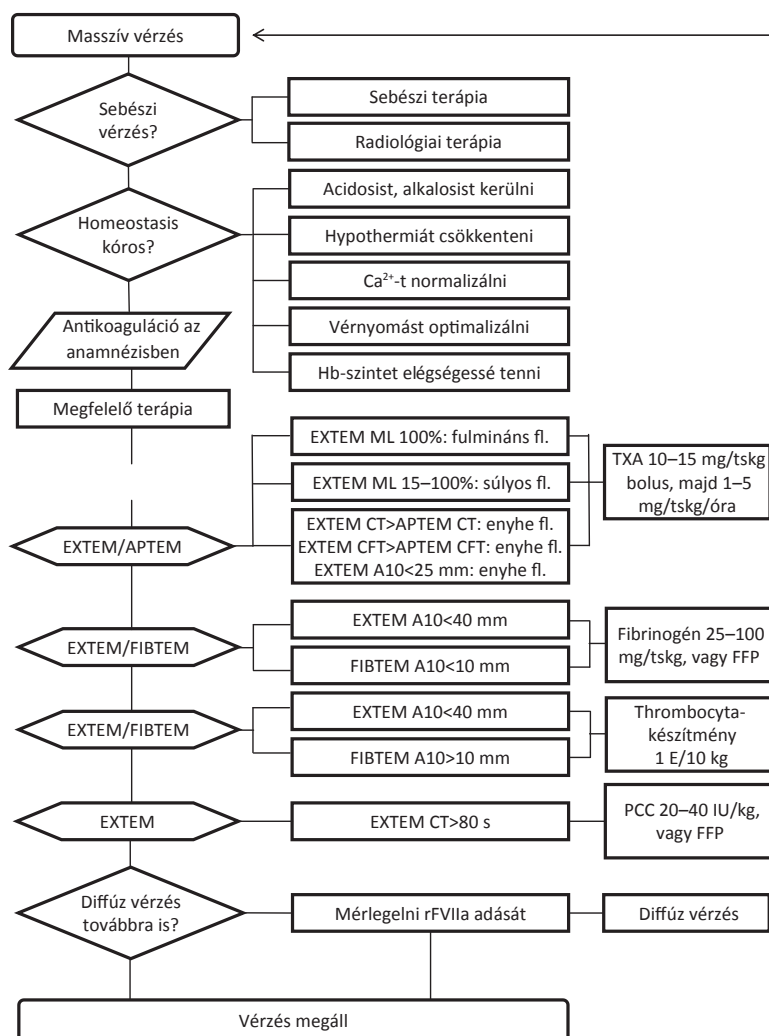 Masszív vérzés
Sebészi
vérzés?
Sebészi terápia
Radiológiai terápia
Homeostasis
kóros?
Acidosist, alkalosist kerülni
Hypothermiát csökkenteni
Ca²⁺-t normalizálni
Vérnyomást optimalizálni
Hb-szintet elégségessé tenni
Antikoaguláció az
anamnézisben
Megfelelő terápia
EXTEM/APTEM
EXTEM ML 100%: fulmináns fl.
EXTEM ML 15–100%: súlyos fl.
EXTEM CT>APTEM CT: enyhe fl.
EXTEM CFT>APTEM CFT: enyhe fl.
EXTEM A10<25 mm: enyhe fl.
TXA 10–15 mg/tskg
bolus, majd 1–5
mg/tskg/óra
EXTEM/FIBTEM
EXTEM A10<40 mm
FIBTEM A10<10 mm
Fibrinogén 25–100
mg/tskg, vagy FFP
EXTEM/FIBTEM
EXTEM A10<40 mm
FIBTEM A10>10 mm
Thrombocyta-
készítmény
1 E/10 kg
EXTEM
EXTEM CT>80 s
PCC 20–40 IU/kg,
vagy FFP
Diffúz vérzés
továbbra is?
Mérlegelni rFVIIa adását
Diffúz vérzés
Vérzés megáll